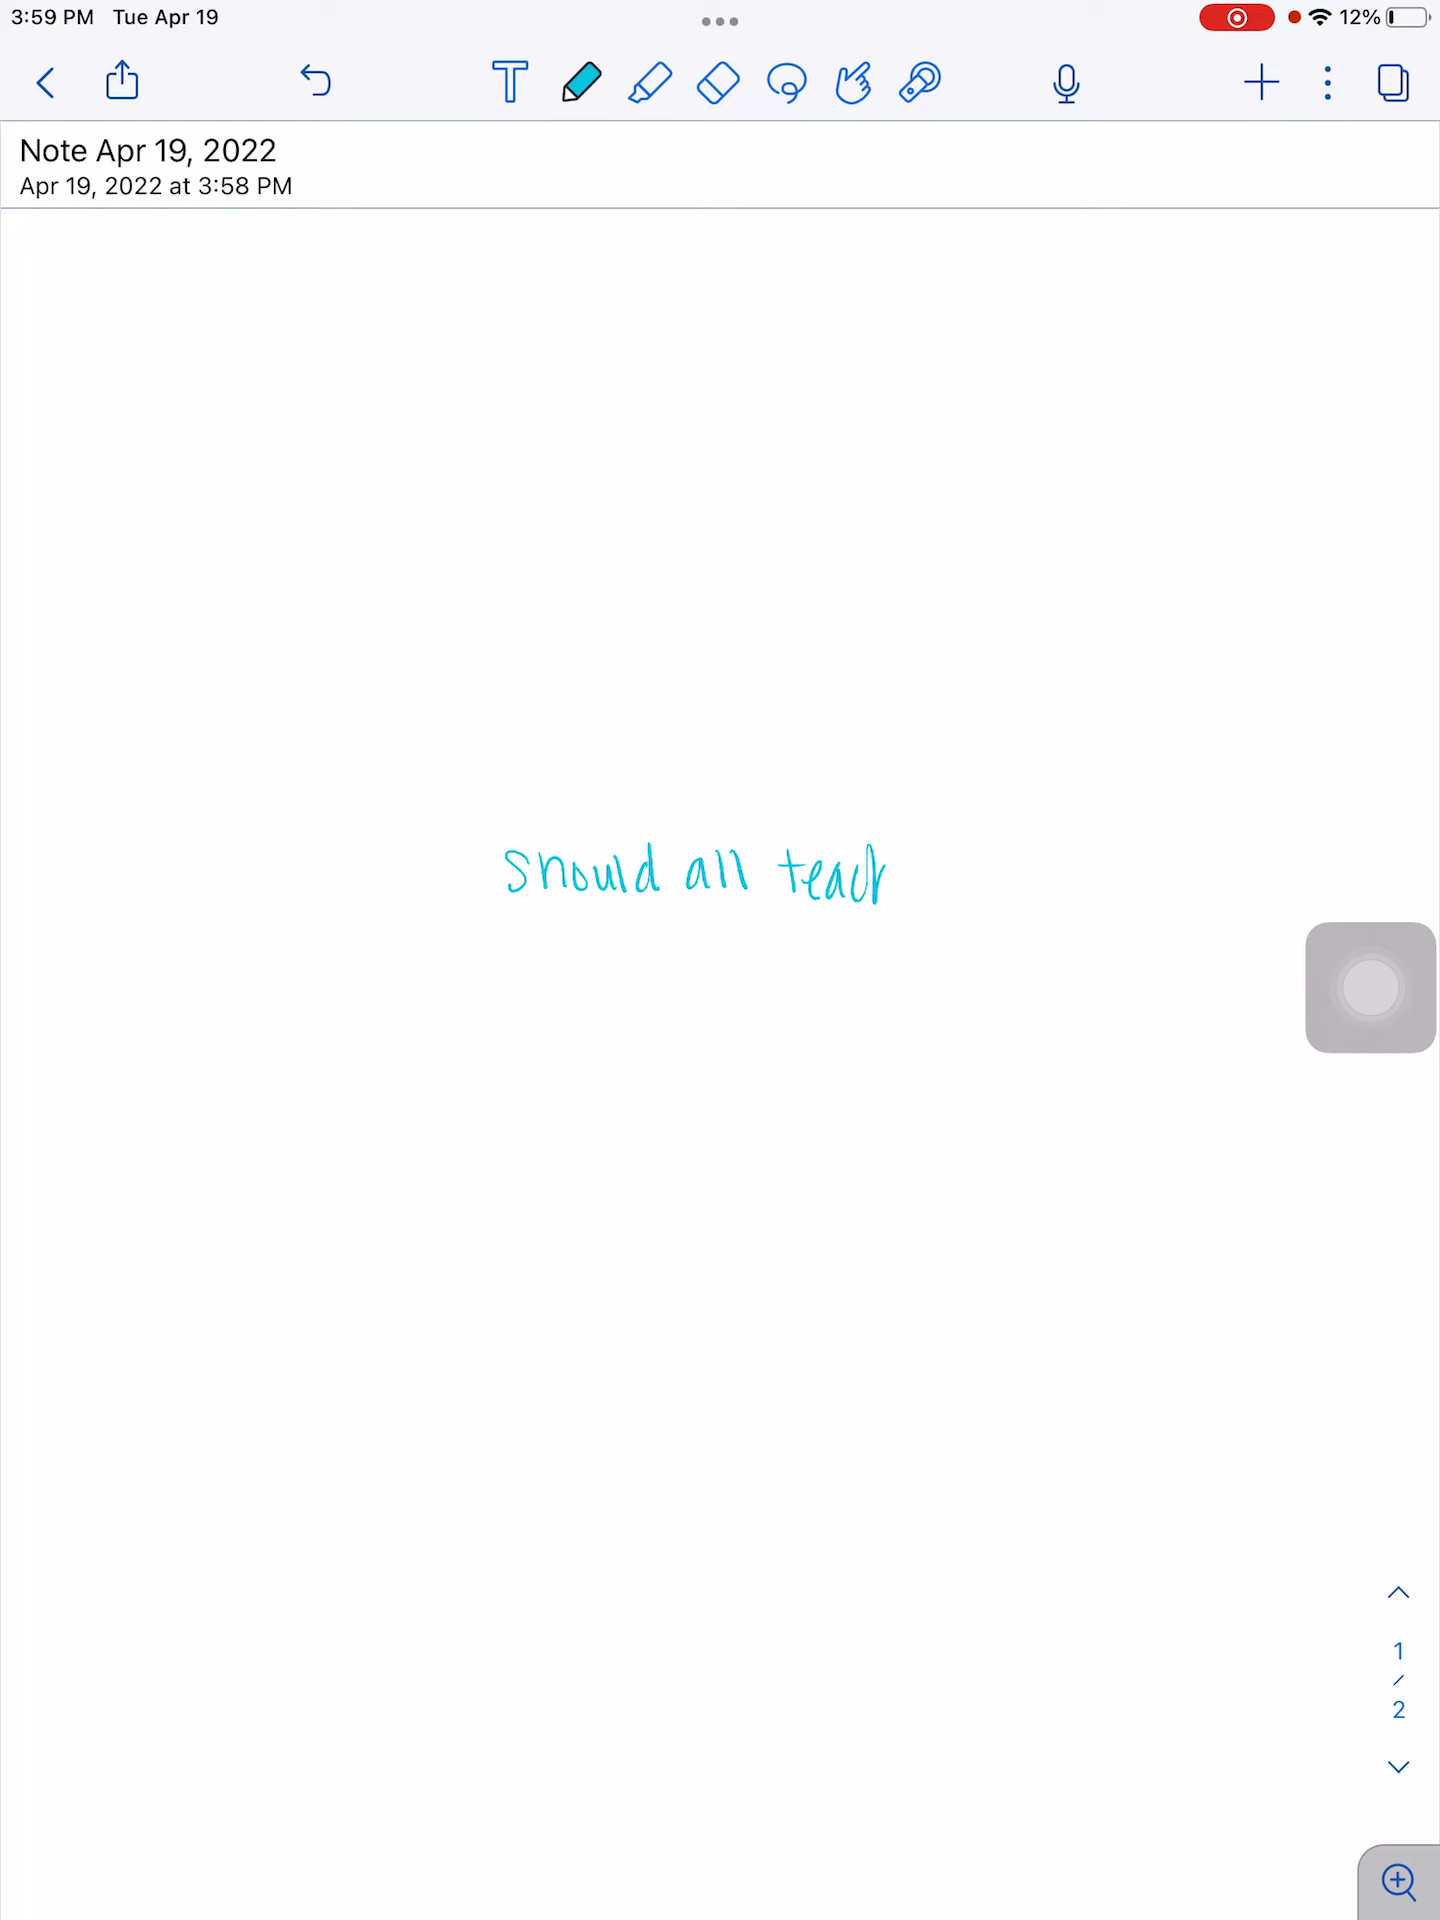 3:59 PM Tue Apr 19
12%
Note Apr 19, 2022
Apr 19, 2022 at 3:58 PM
should all teach
1
/
2